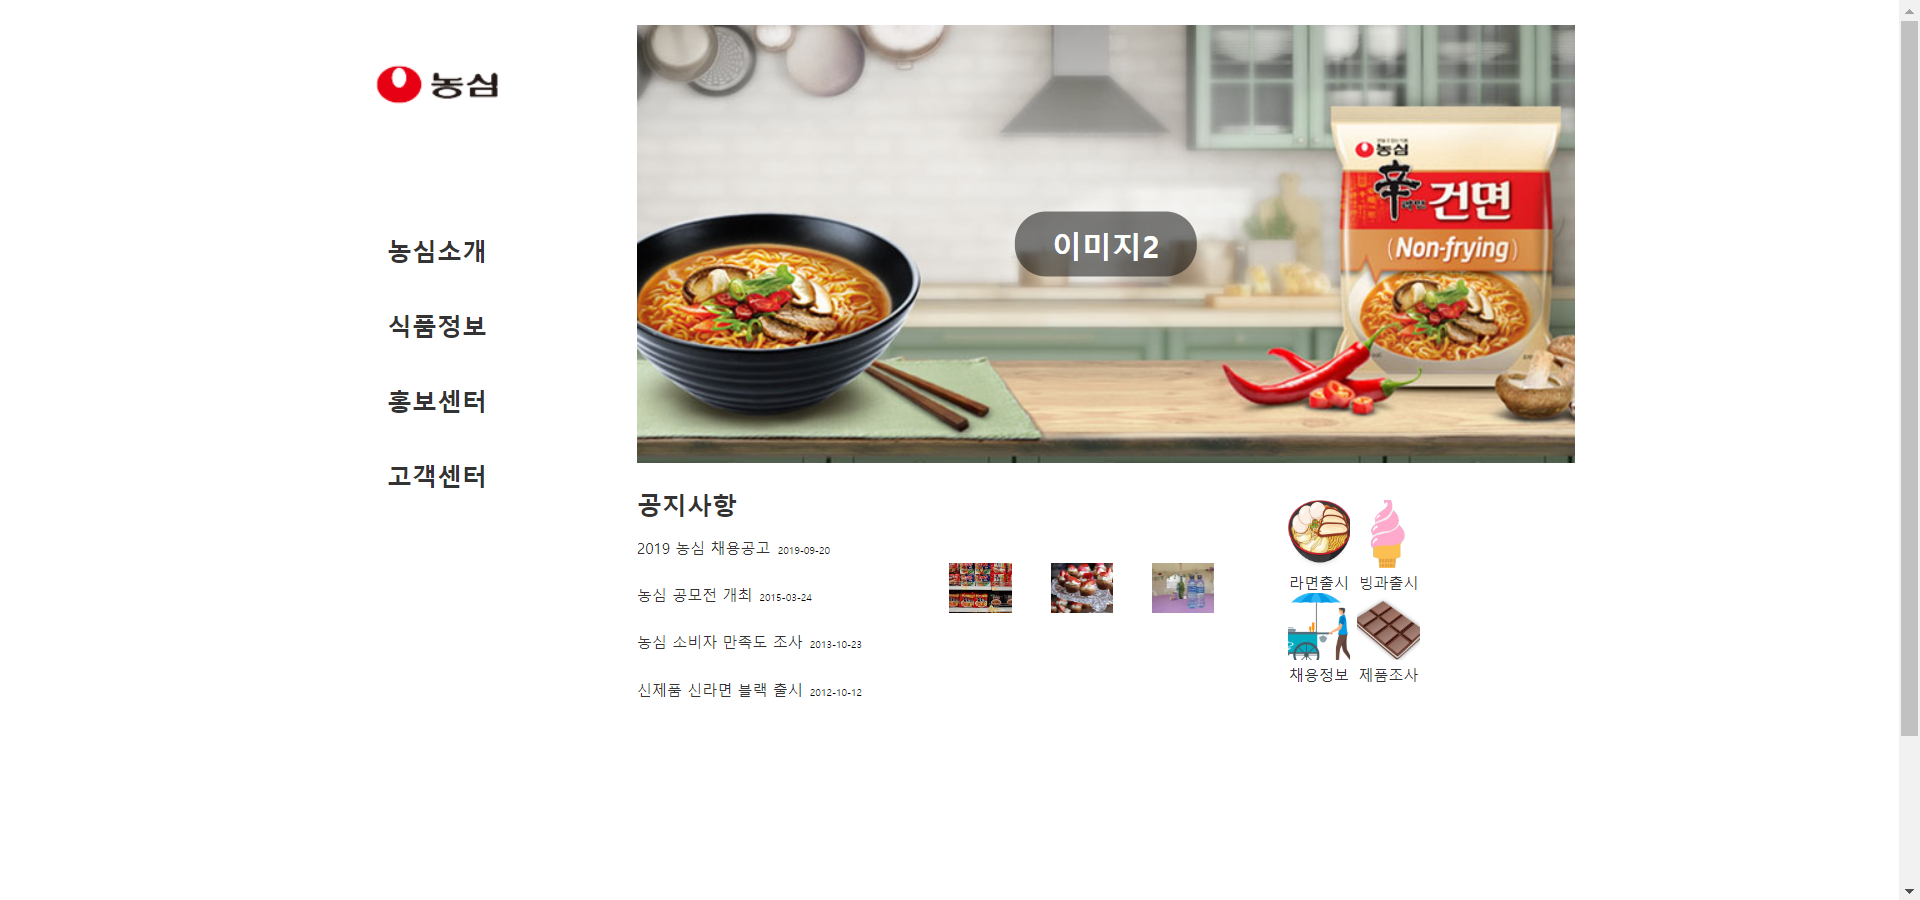 농심
농심소개
식품정보
홍보센터
고객센터
이미지2
농심
辛
건면
(Non-frying)
공지사항
2019 농심 채용공고 2019-09-20
농심 공모전 개최 2015-03-24
농심 소비자 만족도 조사 2013-10-23
신제품 신라면 블랙 출시 2012-10-12
라면출시 빙과출시
채용정보 제품조사